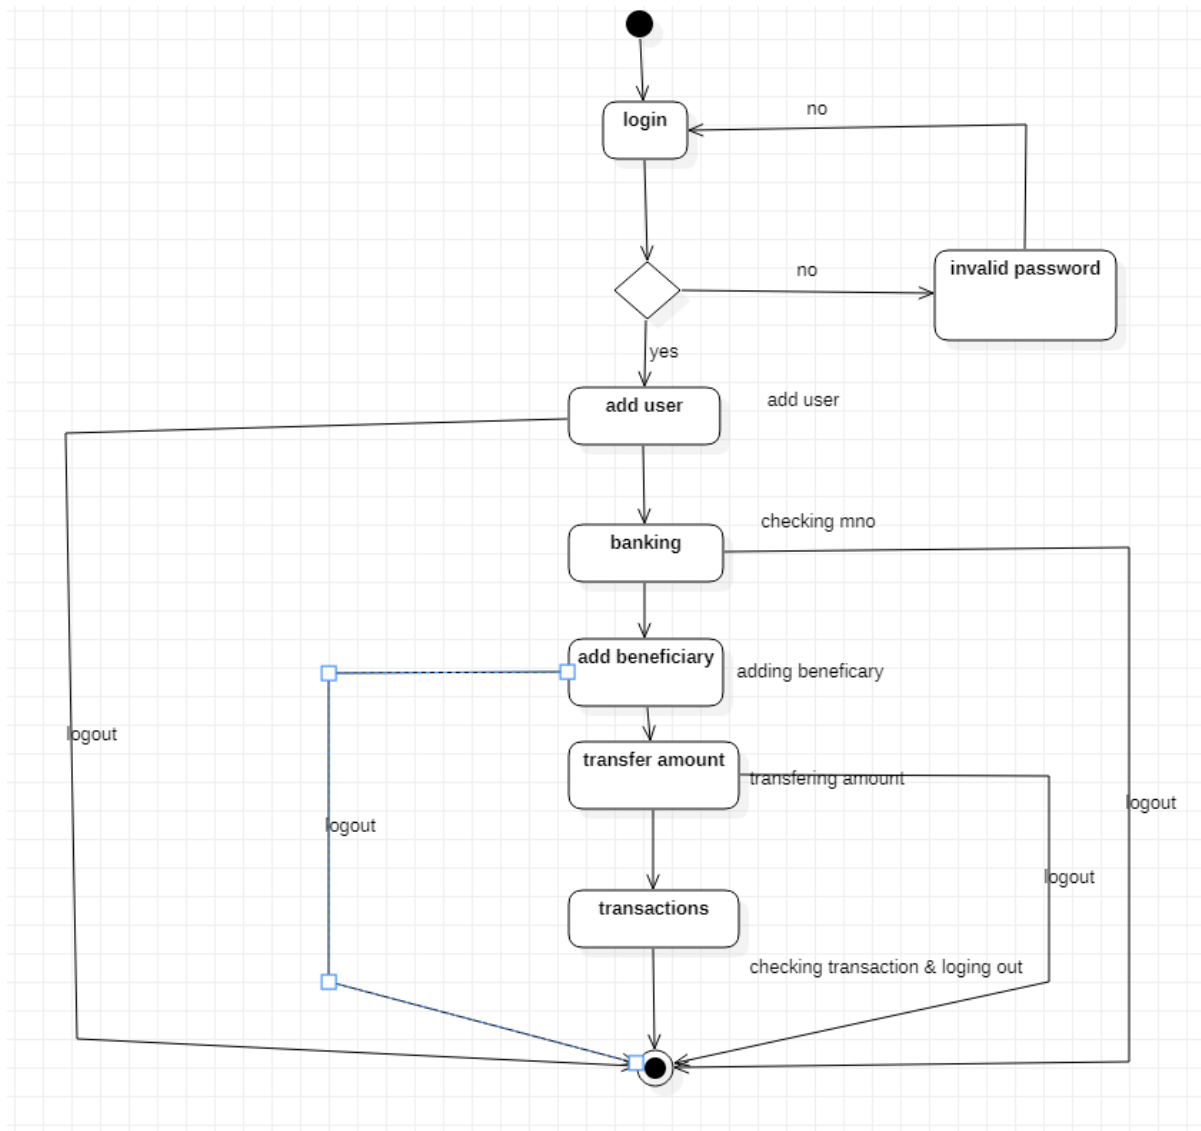 no
login
invalid password
no
yes
add user
add user
checking mno
banking
add beneficiary
adding beneficary
logout
transfer amount
transfering amount
logout
logout
logout
transactions
checking transaction & loging out